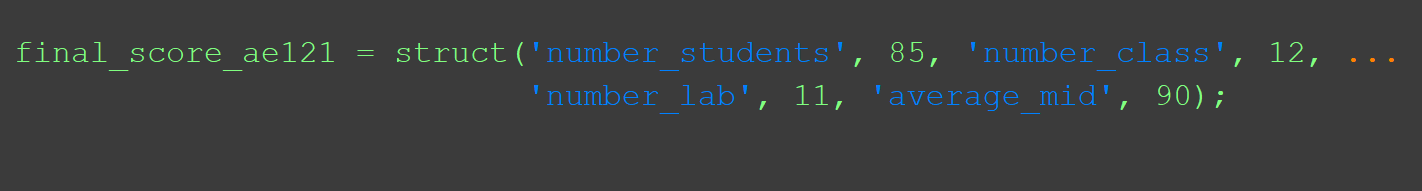 final_score_ae121 = struct('number_students', 85, 'number_class', 12, ...
'number_lab', 11, 'average_mid', 90);